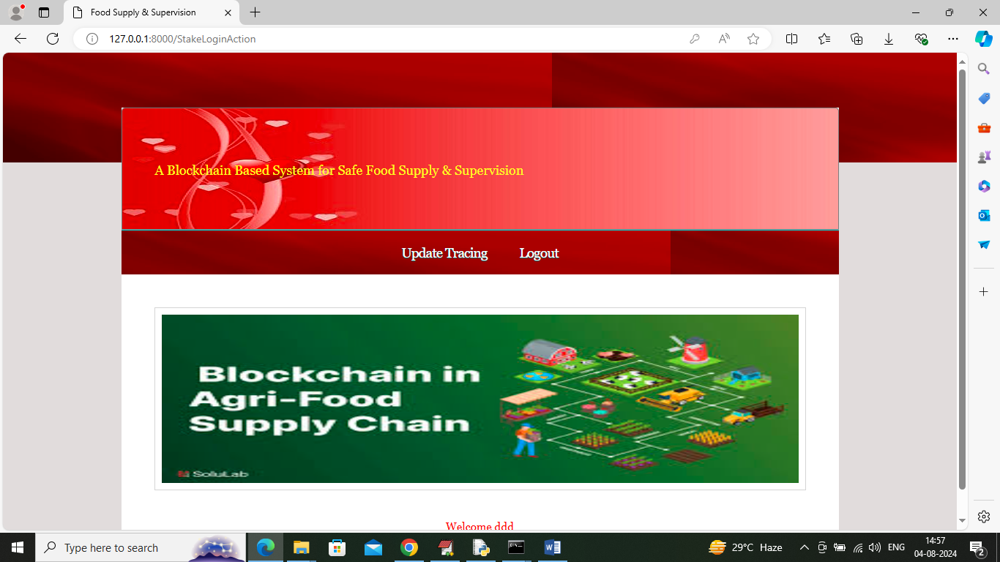 Food Supply & Supervision
127.0.0.1:8000/StakeLoginAction
A Blockchain Based System for Safe Food Supply & Supervision
Update Tracing
Logout
Blockchain in
Agri-Food
Supply Chain
SoluLab
Welcome ddd
Type here to search
29°C Haze
ENG
14:57
04-08-2024
2